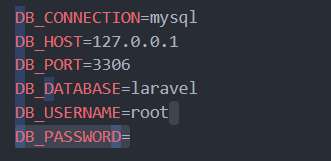 DB_CONNECTION=mysql
DB_HOST=127.0.0.1
DB_PORT=3306
DB_DATABASE=laravel
DB_USERNAME=root
DB_PASSWORD=